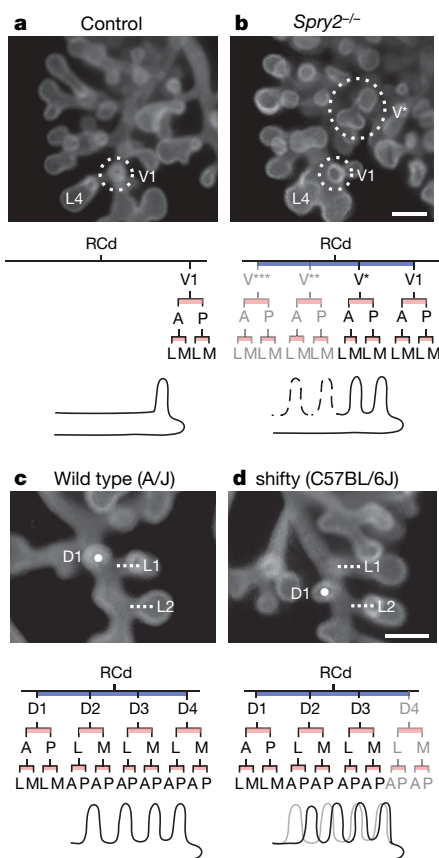 a Control
b Spry2–/–
V*
V1
V1
L4
L4
RCd
RCd
V1
V*** V** V* V1
A P
A P A P A P A P
L M L M
L M L M L M L M L M L M L M L M
c Wild type (A/J)
d shifty (C57BL/6J)
D1 L1
L1
L2
D1 L2
RCd
RCd
D1 D2 D3 D4
D1 D2 D3 D4
A P L M L M L M
A P L M L M L M
L M L M A P A P A P A P A P A P
L M L M A P A P A P A P A P A P